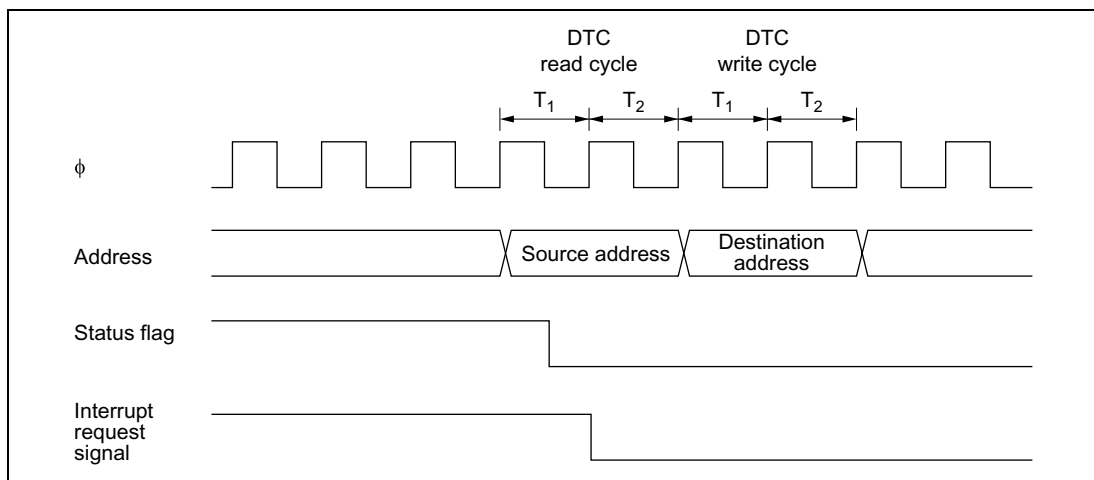 DTC
read cycle
DTC
write cycle
T₁
T₂
T₁
T₂
ϕ
Address
Source address
Destination
address
Status flag
Interrupt
request
signal